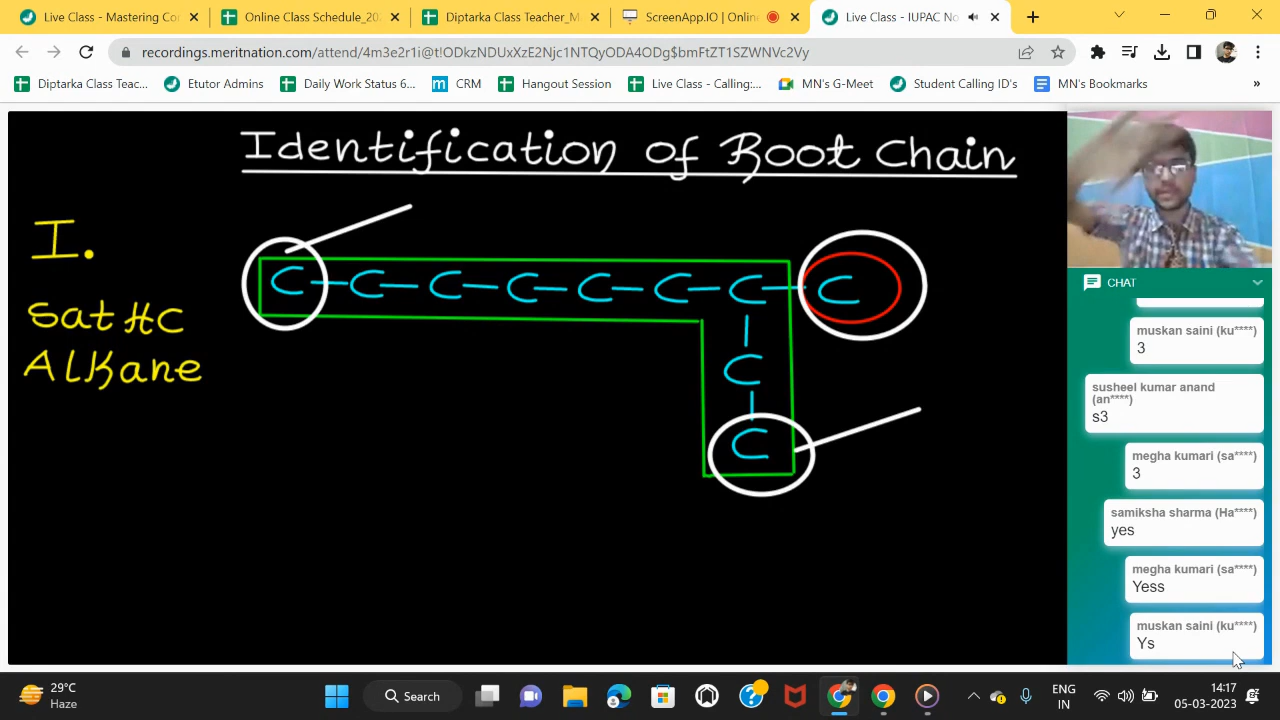 Live Class - Mastering Cor
Online Class Schedule_20
Diptarka Class Teacher_M
ScreenApp.IO | Onlin
Live Class - IUPAC No
recordings.meritnation.com/attend/4m3e2r1i@t!ODkzNDUxXzE2Njc1NTQyODA4ODg$bmFtZT1SZWNVc2Vy
Diptarka Class Teac...
Etutor Admins
Daily Work Status 6...
CRM
Hangout Session
Live Class - Calling:...
MN's G-Meet
Student Calling ID's
MN's Bookmarks
»
Identification of Root Chain
I.
Sat HC
Alkane
C-C-C-C-C-C-C-C
C
C
CHAT
muskan saini (ku****)
3
susheel kumar anand
(an****)
s3
megha kumari (sa****)
3
samiksha sharma (Ha****)
yes
megha kumari (sa****)
Yess
muskan saini (ku****)
Ys
29°C
Haze
Search
ENG
IN
14:17
05-03-2023